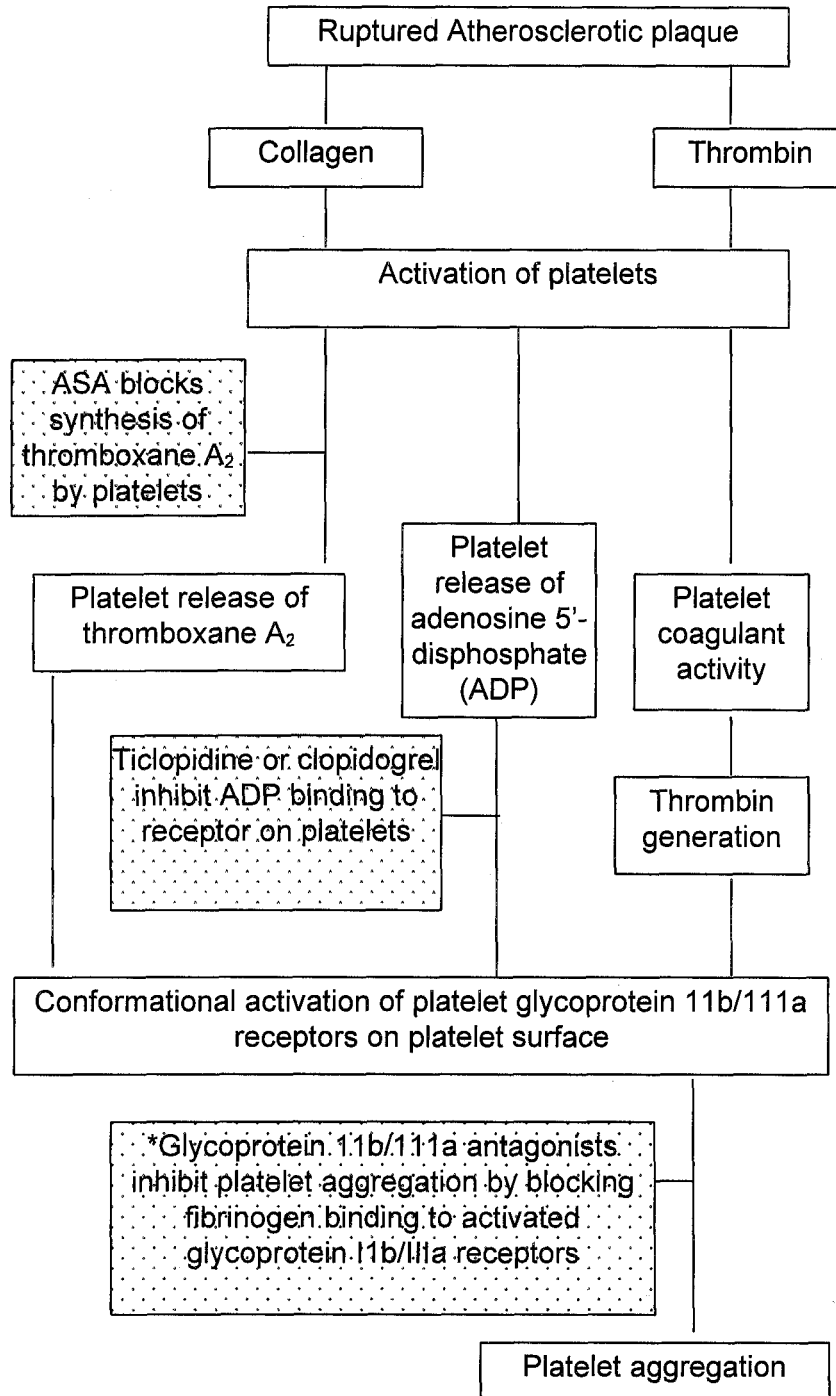 Ruptured Atherosclerotic plaque
Collagen
Thrombin
Activation of platelets
ASA blocks
synthesis of
thromboxane A₂
by platelets
Platelet release of
thromboxane A₂
Platelet
release of
adenosine 5'-
disphosphate
(ADP)
Platelet
coagulant
activity
Ticlopidine or clopidogrel
inhibit ADP binding to
receptor on platelets
Thrombin
generation
Conformational activation of platelet glycoprotein 11b/111a
receptors on platelet surface
*Glycoprotein 11b/111a antagonists
inhibit platelet aggregation by blocking
fibrinogen binding to activated
glycoprotein I1b/IIIa receptors
Platelet aggregation